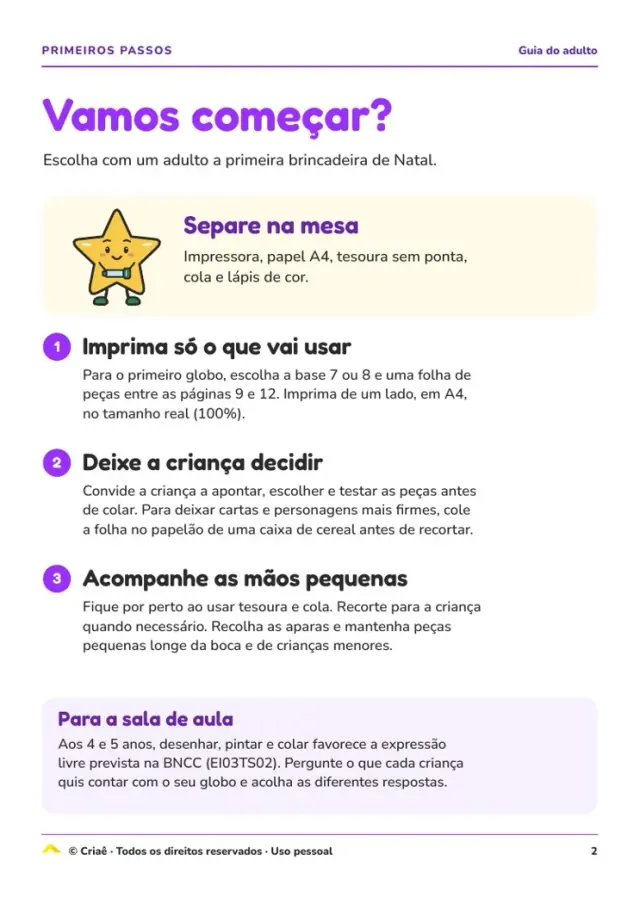 PRIMEIROS PASSOS
Guia do adulto
Vamos começar?
Escolha com um adulto a primeira brincadeira de Natal.
Separe na mesa
Impressora, papel A4, tesoura sem ponta,
cola e lápis de cor.
1
Imprima só o que vai usar
Para o primeiro globo, escolha a base 7 ou 8 e uma folha de
peças entre as páginas 9 e 12. Imprima de um lado, em A4,
no tamanho real (100%).
2
Deixe a criança decidir
Convide a criança a apontar, escolher e testar as peças antes
de colar. Para deixar cartas e personagens mais firmes, cole
a folha no papelão de uma caixa de cereal antes de recortar.
3
Acompanhe as mãos pequenas
Fique por perto ao usar tesoura e cola. Recorte para a criança
quando necessário. Recolha as aparas e mantenha peças
pequenas longe da boca e de crianças menores.
Para a sala de aula
Aos 4 e 5 anos, desenhar, pintar e colar favorece a expressão
livre prevista na BNCC (EI03TS02). Pergunte o que cada criança
quis contar com o seu globo e acolha as diferentes respostas.
© Criaê · Todos os direitos reservados · Uso pessoal
2